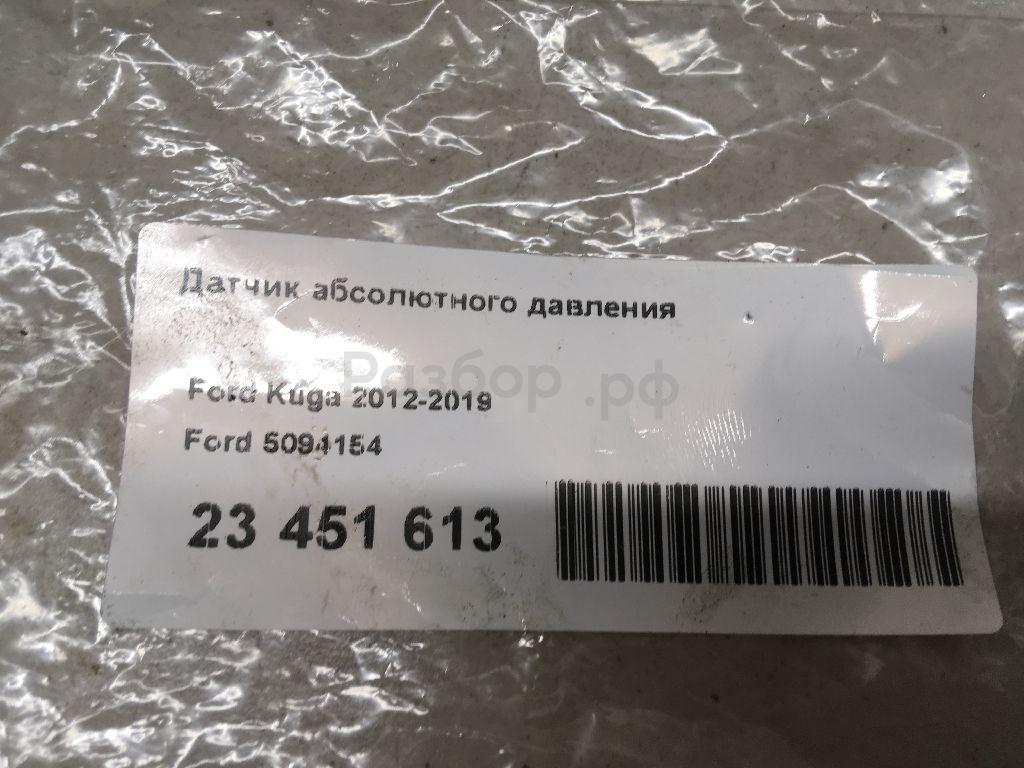 Датчик абсолютного давления
Разбор.рф
Ford Kuga 2012-2019
Ford 5094154
23 451 613